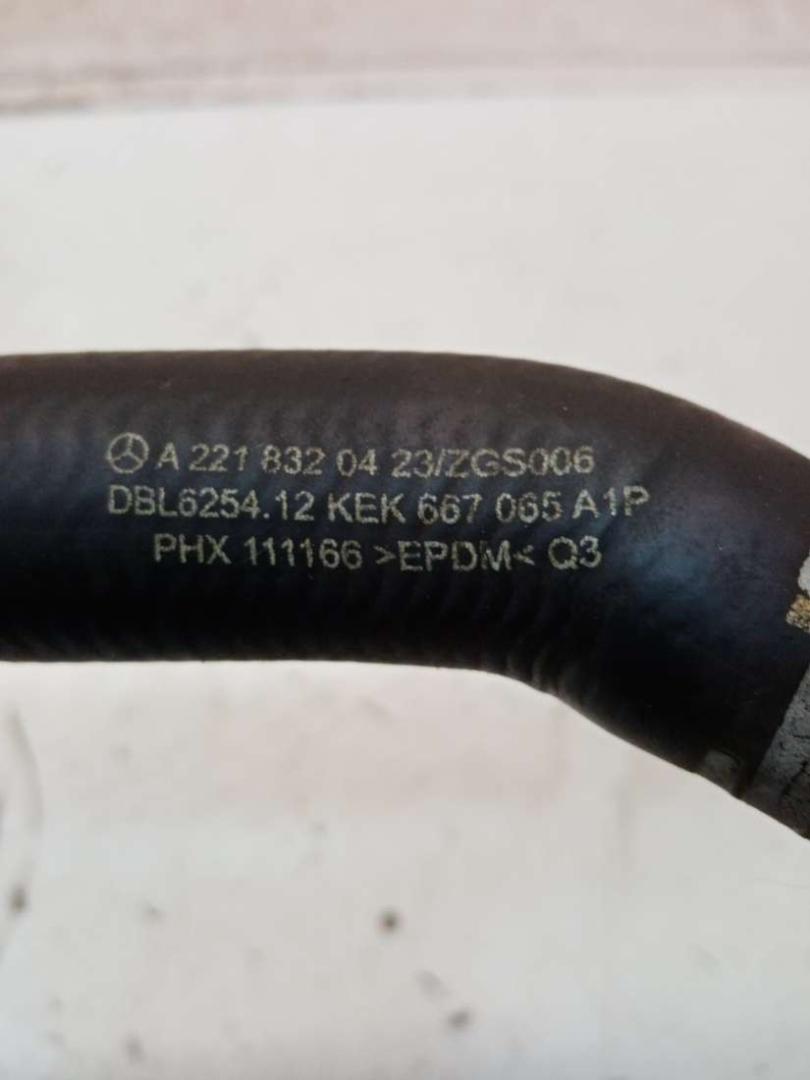 A 221 832 04 23/ZGS006
DBL6254.12 KEK 667 065 A1P
PHX 111166 >EPDM< Q3